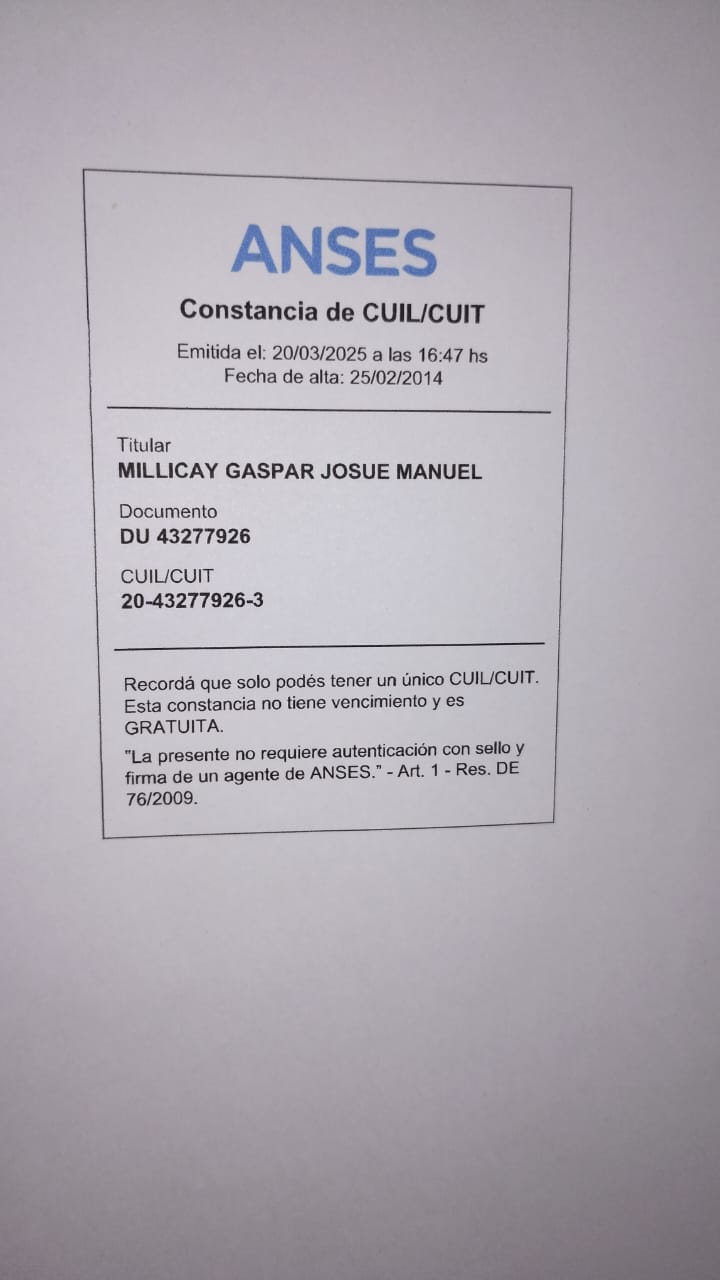 ANSES
Constancia de CUIL/CUIT
Emitida el: 20/03/2025 a las 16:47 hs
Fecha de alta: 25/02/2014
Titular
MILLICAY GASPAR JOSUE MANUEL
Documento
DU 43277926
CUIL/CUIT
20-43277926-3
Recordá que solo podés tener un único CUIL/CUIT.
Esta constancia no tiene vencimiento y es
GRATUITA.
"La presente no requiere autenticación con sello y
firma de un agente de ANSES.” - Art. 1 - Res. DE
76/2009.